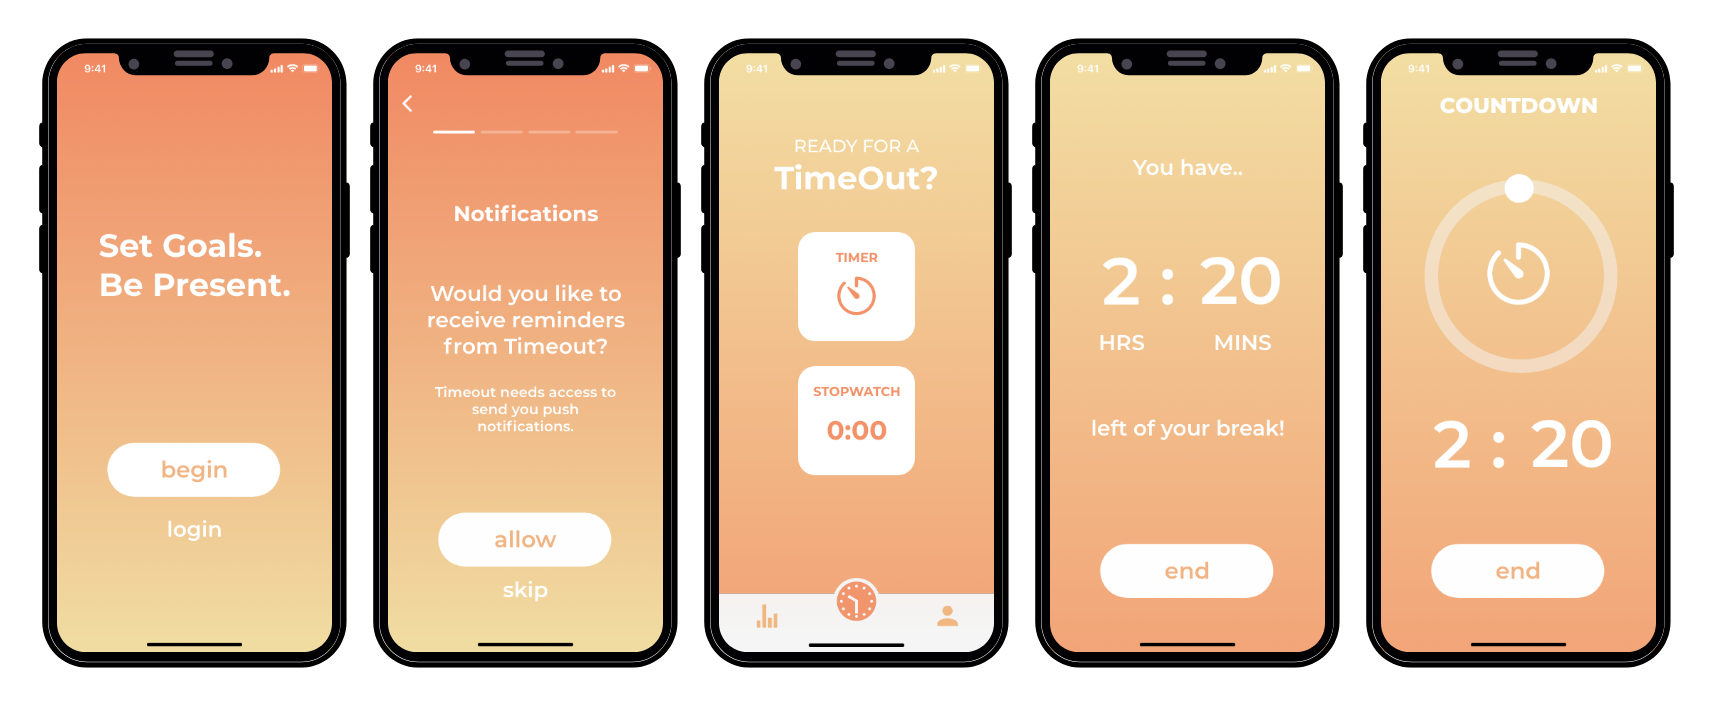 9:41
Set Goals.
Be Present.
begin
login
9:41
Notifications
Would you like to
receive reminders
from Timeout?
Timeout needs access to
send you push
notifications.
allow
skip
9:41
READY FOR A
TimeOut?
TIMER
STOPWATCH
0:00
9:41
You have..
2 : 20
HRS MINS
left of your break!
end
9:41
COUNTDOWN
2 : 20
end